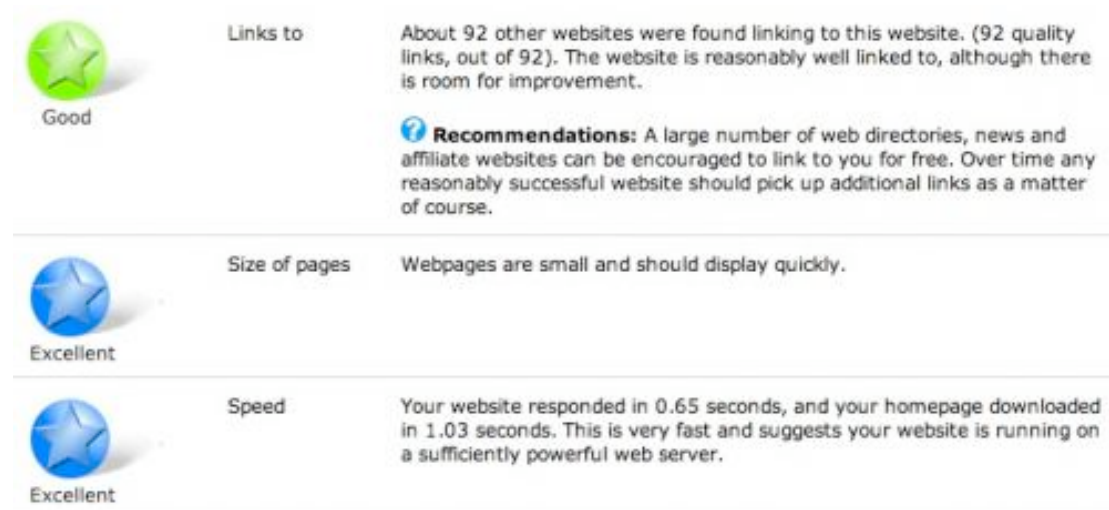 Links to
About 92 other websites were found linking to this website. (92 quality
links, out of 92). The website is reasonably well linked to, although there
is room for improvement.
Good
? Recommendations: A large number of web directories, news and
affiliate websites can be encouraged to link to you for free. Over time any
reasonably successful website should pick up additional links as a matter
of course.
Size of pages
Webpages are small and should display quickly.
Excellent
Speed
Your website responded in 0.65 seconds, and your homepage downloaded
in 1.03 seconds. This is very fast and suggests your website is running on
a sufficiently powerful web server.
Excellent